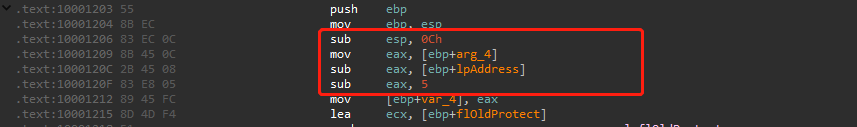 .text:10001203 55 push ebp
.text:10001204 8B EC mov ebp, esp
.text:10001206 83 EC 0C sub esp, 0Ch
.text:10001209 8B 45 0C mov eax, [ebp+arg_4]
.text:1000120C 2B 45 08 sub eax, [ebp+lpAddress]
.text:1000120F 83 E8 05 sub eax, 5
.text:10001212 89 45 FC mov [ebp+var_4], eax
.text:10001215 8D 4D F4 lea ecx, [ebp+flOldProtect]